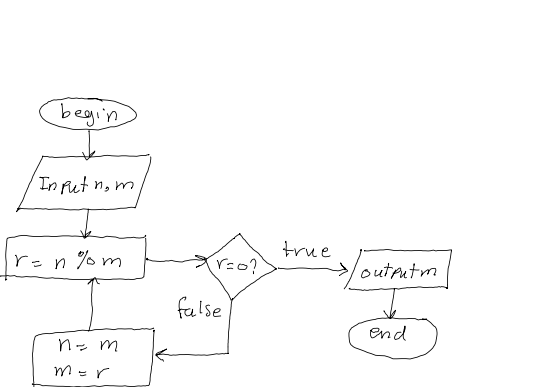 begin
Input n, m
r = n % m
r=0?
true
output m
end
false
n = m
m = r